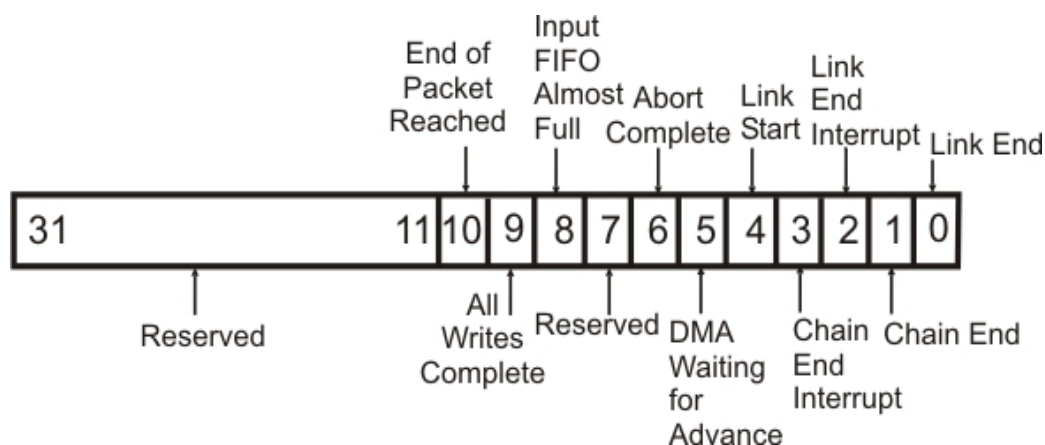 End of
Packet
Reached
Input
FIFO
Almost
Full
Abort
Complete
Link
Start
Link
End
Interrupt
Link End
31 11 10 9 8 7 6 5 4 3 2 1 0
Reserved
All
Writes
Complete
Reserved
DMA
Waiting
for
Advance
Chain
End
Interrupt
Chain End